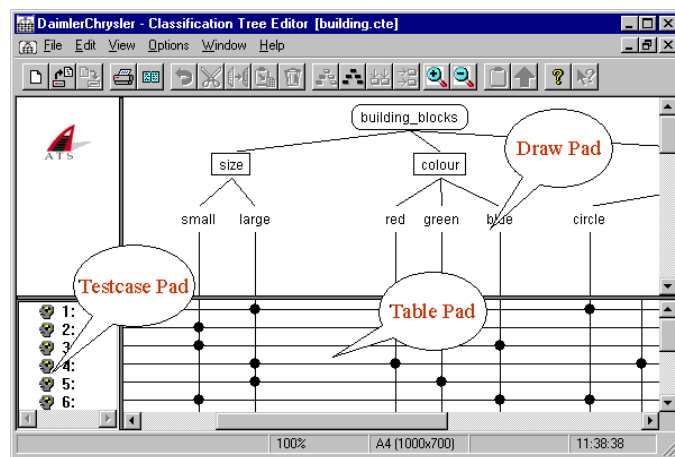 DaimlerChrysler - Classification Tree Editor [building.cte]
File Edit View Options Window Help
ATS
building_blocks
size colour
Draw Pad
small large red green blue circle
Testcase Pad
Table Pad
1:
2:
3
4:
5:
6:
100% A4 (1000x700) 11:38:38